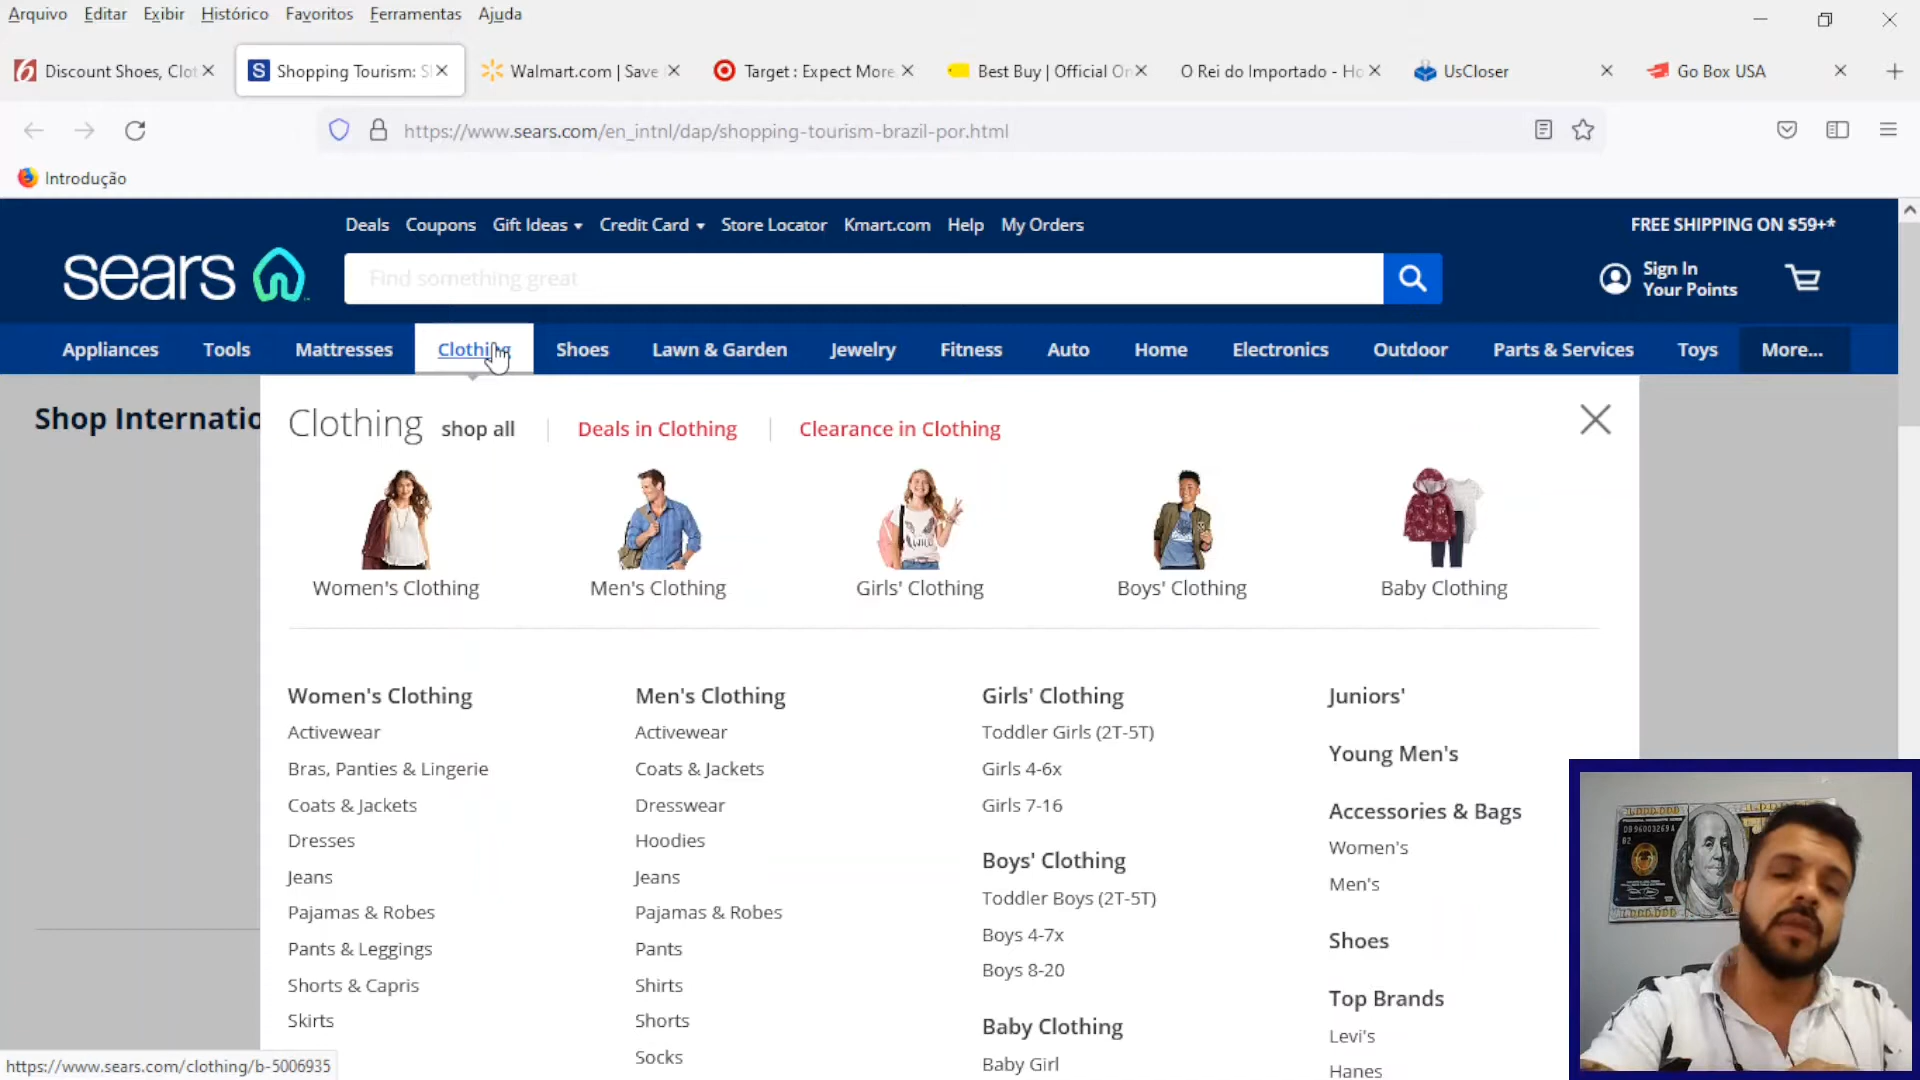 Arquivo Editar Exibir Histórico Favoritos Ferramentas Ajuda
Discount Shoes, Clot Shopping Tourism: S Walmart.com | Save Target : Expect More Best Buy | Official On O Rei do Importado - Ho UsCloser Go Box USA
https://www.sears.com/en_intnl/dap/shopping-tourism-brazil-por.html
Introdução
Deals Coupons Gift Ideas Credit Card Store Locator Kmart.com Help My Orders FREE SHIPPING ON $59+*
sears Find something great Sign In
Your Points
Appliances Tools Mattresses Clothing Shoes Lawn & Garden Jewelry Fitness Auto Home Electronics Outdoor Parts & Services Toys More...
Shop Internatio
Clothing shop all Deals in Clothing Clearance in Clothing
WILD
Women's Clothing Men's Clothing Girls' Clothing Boys' Clothing Baby Clothing
Women's Clothing
Activewear
Bras, Panties & Lingerie
Coats & Jackets
Dresses
Jeans
Pajamas & Robes
Pants & Leggings
Shorts & Capris
Skirts
Men's Clothing
Activewear
Coats & Jackets
Dresswear
Hoodies
Jeans
Pajamas & Robes
Pants
Shirts
Shorts
Socks
Girls' Clothing
Toddler Girls (2T-5T)
Girls 4-6x
Girls 7-16
Boys' Clothing
Toddler Boys (2T-5T)
Boys 4-7x
Boys 8-20
Baby Clothing
Baby Girl
Juniors'
Young Men's
Accessories & Bags
Women's
Men's
Shoes
Top Brands
Levi's
Hanes
https://www.sears.com/clothing/b-5006935